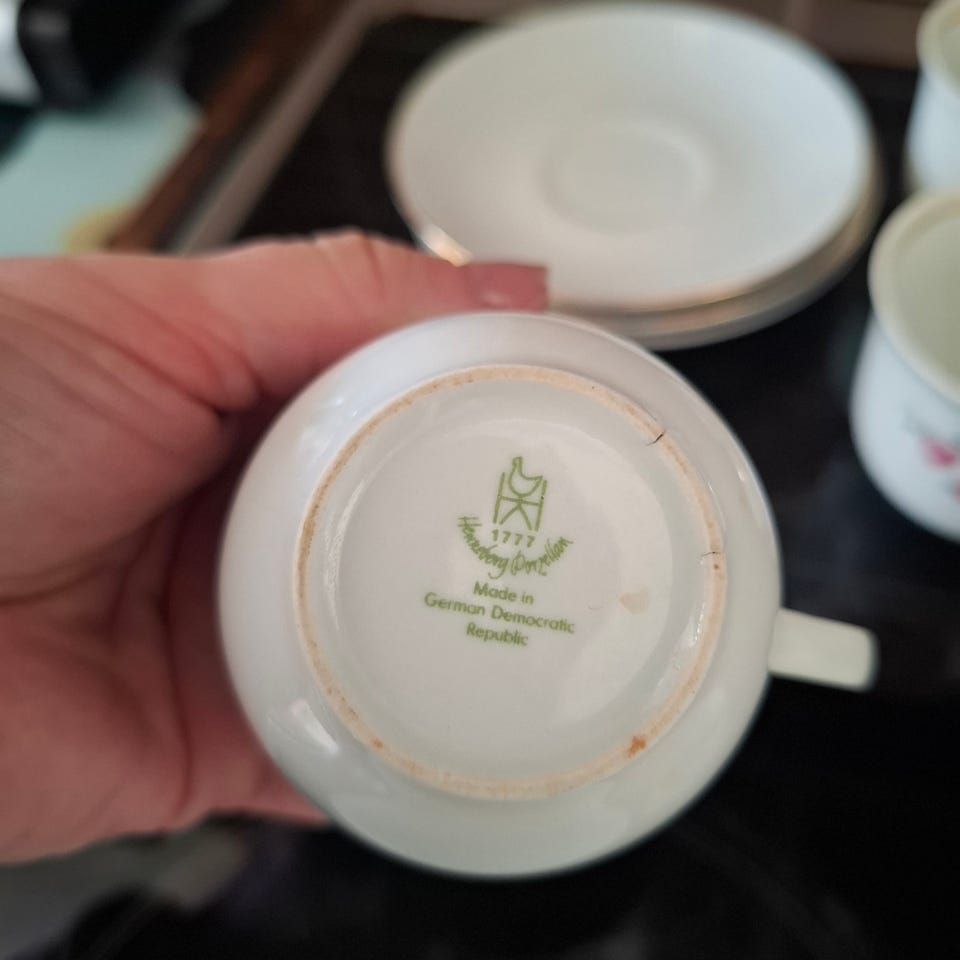 1777
Henneberg Porzellan
Made in
German Democratic
Republic